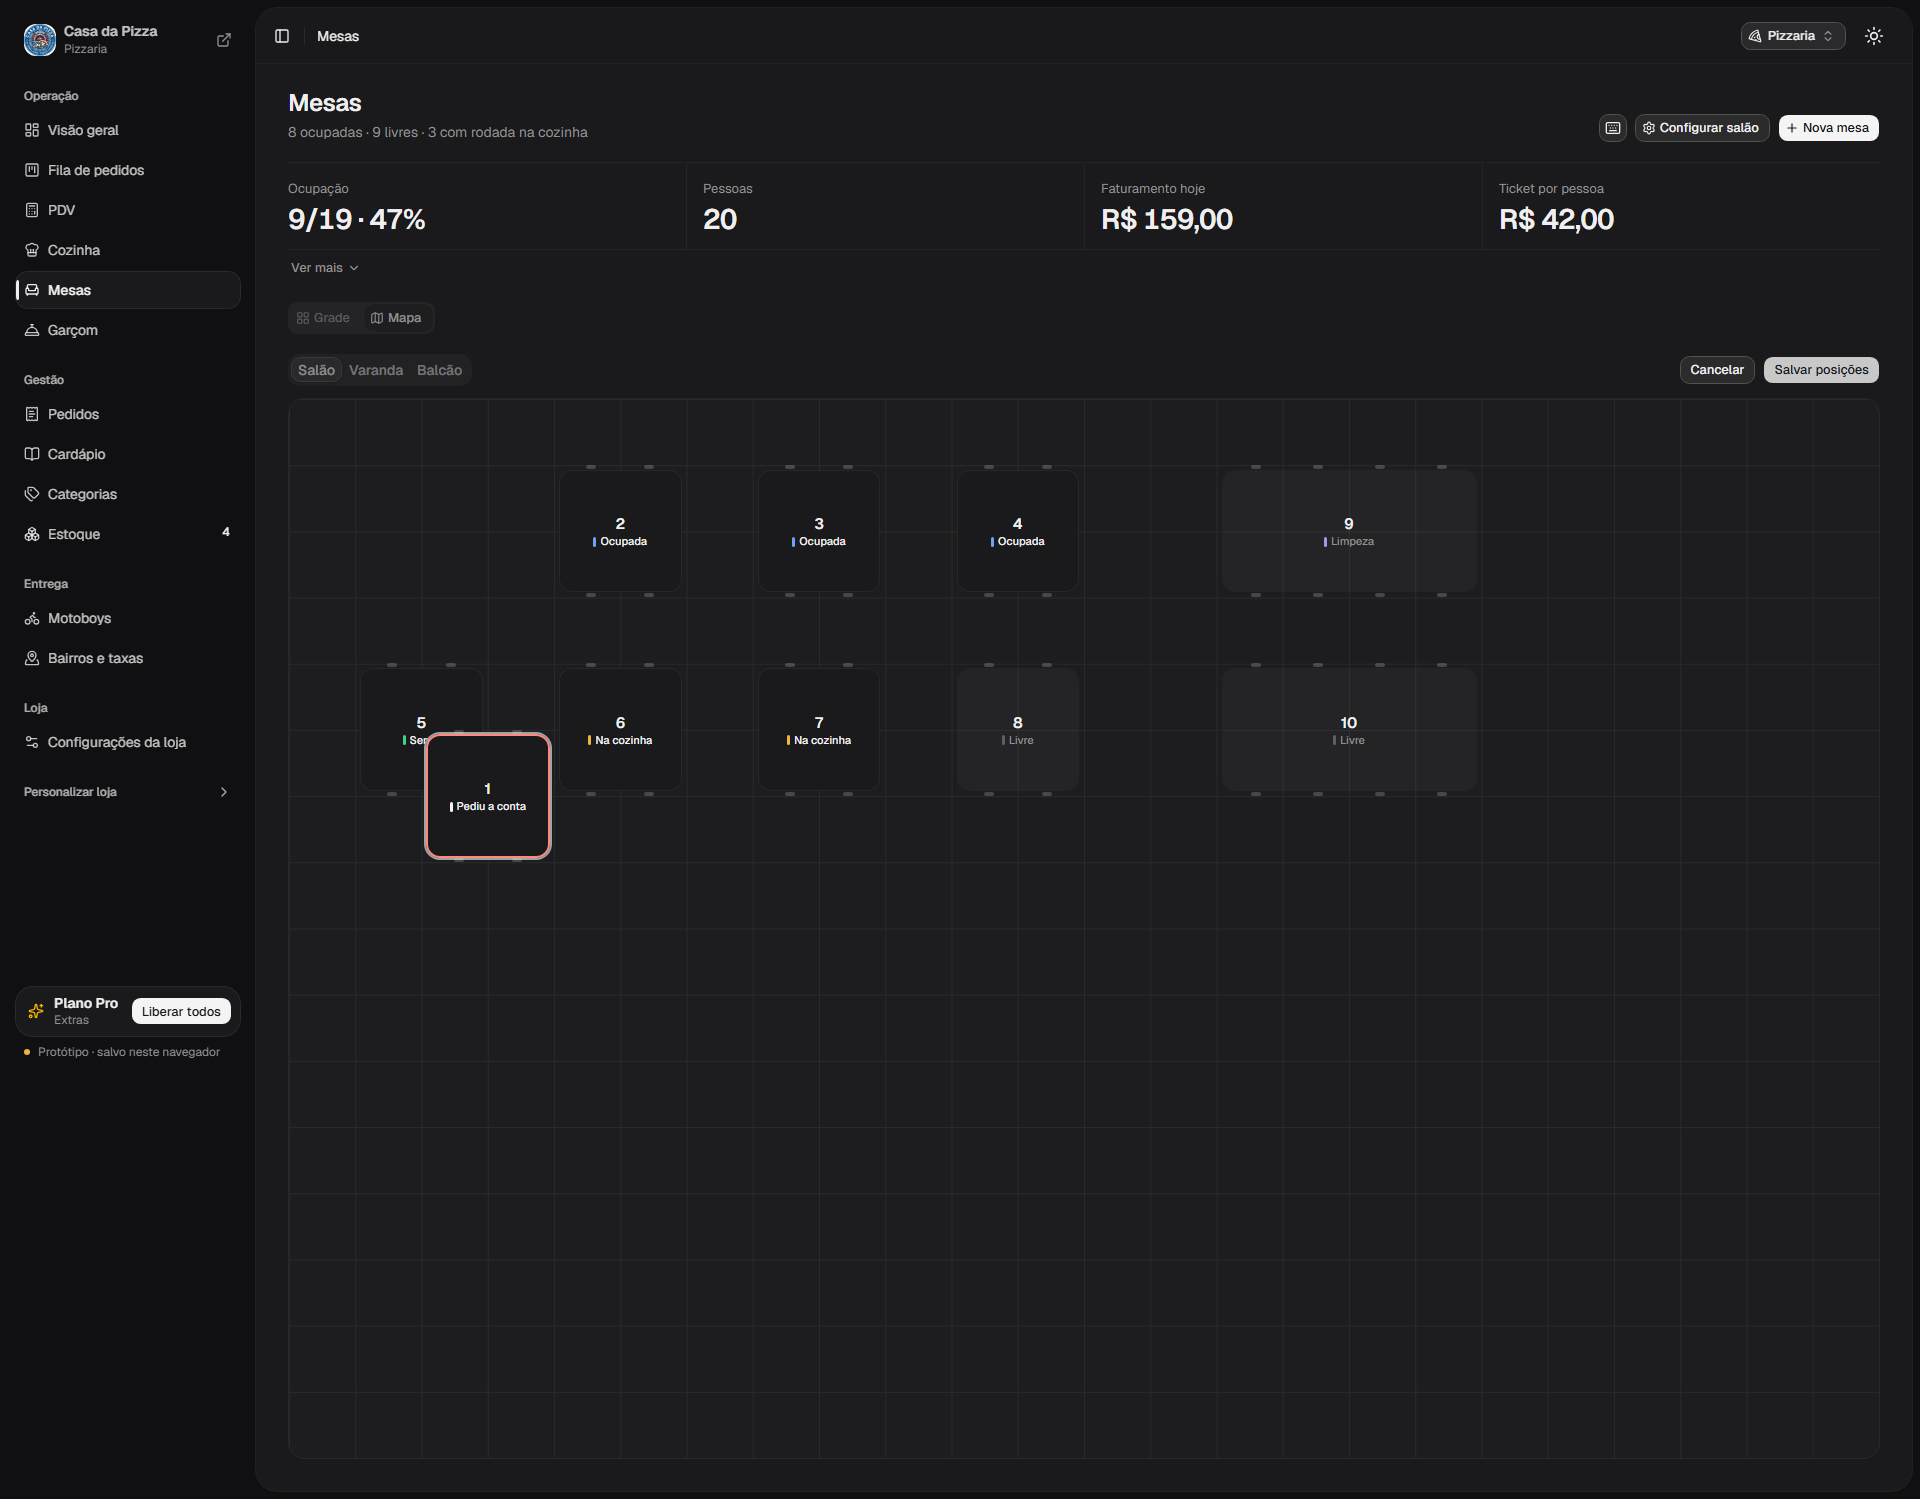 Casa da Pizza
Pizzaria
Operação
Visão geral
Fila de pedidos
PDV
Cozinha
Mesas
Garçom
Gestão
Pedidos
Cardápio
Categorias
Estoque 4
Entrega
Motoboys
Bairros e taxas
Loja
Configurações da loja
Personalizar loja
Plano Pro
Extras
Liberar todos
Protótipo · salvo neste navegador
Mesas
Pizzaria
Mesas
8 ocupadas · 9 livres · 3 com rodada na cozinha
Configurar salão
+ Nova mesa
Ocupação
9/19 · 47%
Pessoas
20
Faturamento hoje
R$ 159,00
Ticket por pessoa
R$ 42,00
Ver mais
Grade
Mapa
Salão
Varanda
Balcão
Cancelar
Salvar posições
2
Ocupada
3
Ocupada
4
Ocupada
9
Limpeza
5
Ser
6
Na cozinha
7
Na cozinha
8
Livre
10
Livre
1
Pediu a conta